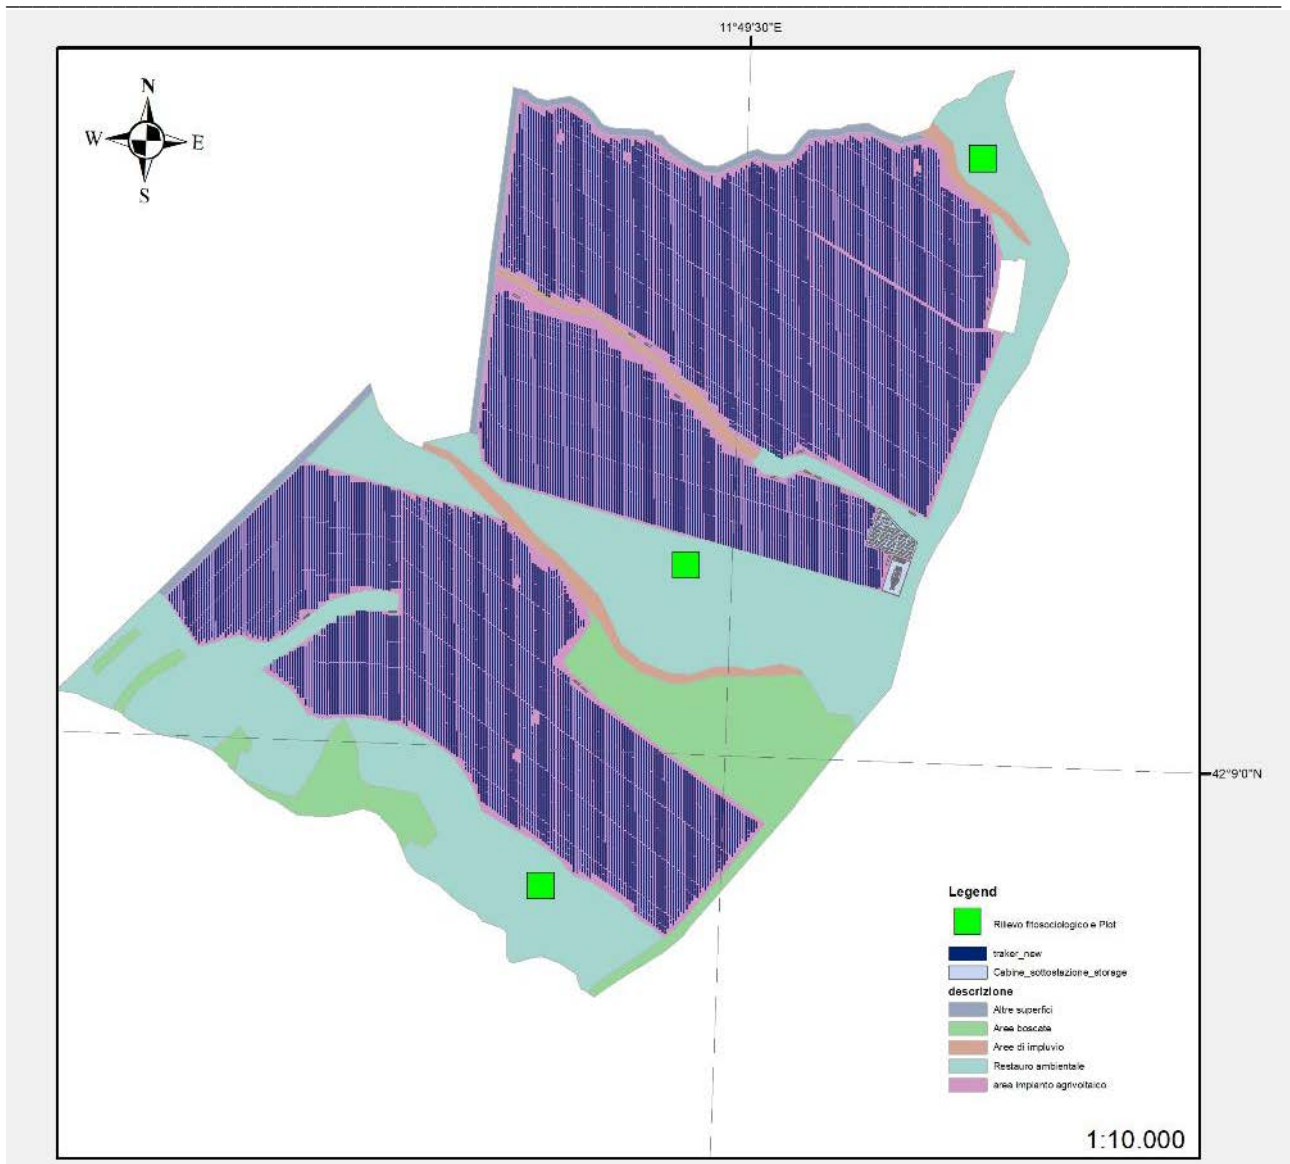 11°49'30"E
N
W E
S
42°9'0"N
Legend
Rilievo fitosociologico e Plot
traker_new
Cabine_sottostazione_storage
descrizione
Altre superfici
Aree boscate
Aree di impluvio
Restauro ambientale
area impianto agrivoltaico
1:10.000